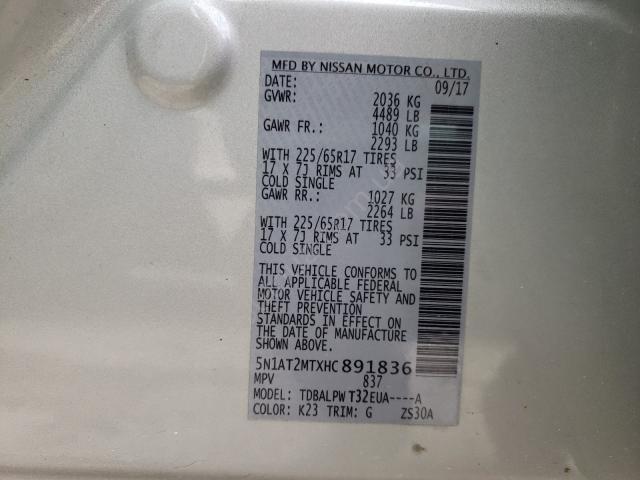 MFD BY NISSAN MOTOR CO., LTD.
DATE: 09/17
GVWR: 2036 KG
4489 LB
GAWR FR.: 1040 KG
2293 LB
WITH 225/65R17 TIRES
17 X 7J RIMS AT 33 PSI
COLD SINGLE
GAWR RR.: 1027 KG
2264 LB
WITH 225/65R17 TIRES
17 X 7J RIMS AT 33 PSI
COLD SINGLE
THIS VEHICLE CONFORMS TO
ALL APPLICABLE FEDERAL
MOTOR VEHICLE SAFETY AND
THEFT PREVENTION
STANDARDS IN EFFECT ON
THE DATE OF MANUFACTURE
SHOWN ABOVE.
5N1AT2MTXHC891836
MPV 837
MODEL: TDBALPW T32EUA----A
COLOR: K23 TRIM: G ZS30A